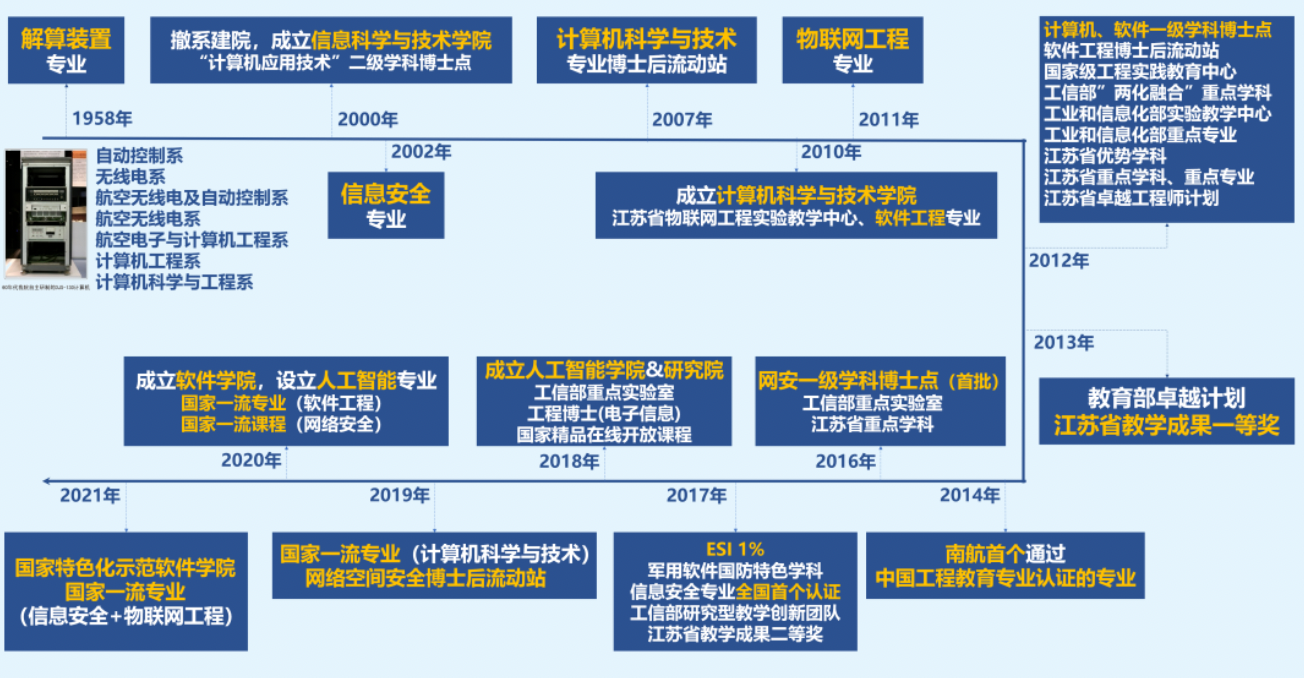 解算装置
专业
1958年
撤系建院，成立信息科学与技术学院
“计算机应用技术”二级学科博士点
2000年
计算机科学与技术
专业博士后流动站
2007年
物联网工程
专业
2011年
自动控制系
无线电系
航空无线电及自动控制系
航空无线电系
航空电子与计算机工程系
计算机工程系
计算机科学与工程系
2002年
信息安全
专业
2010年
成立计算机科学与技术学院
江苏省物联网工程实验教学中心、软件工程专业
计算机、软件一级学科博士点
软件工程博士后流动站
国家级工程实践教育中心
工信部”两化融合”重点学科
工业和信息化部实验教学中心
工业和信息化部重点专业
江苏省优势学科
江苏省重点学科、重点专业
江苏省卓越工程师计划
2012年
2013年
教育部卓越计划
江苏省教学成果一等奖
2014年
南航首个通过
中国工程教育专业认证的专业
网安一级学科博士点（首批）
工信部重点实验室
江苏省重点学科
2016年
2017年
ESI 1%
军用软件国防特色学科
信息安全专业全国首个认证
工信部研究型教学创新团队
江苏省教学成果二等奖
成立人工智能学院&研究院
工信部重点实验室
工程博士(电子信息)
国家精品在线开放课程
2018年
2019年
国家一流专业（计算机科学与技术）
网络空间安全博士后流动站
成立软件学院，设立人工智能专业
国家一流专业（软件工程）
国家一流课程（网络安全）
2020年
2021年
国家特色化示范软件学院
国家一流专业
（信息安全+物联网工程）